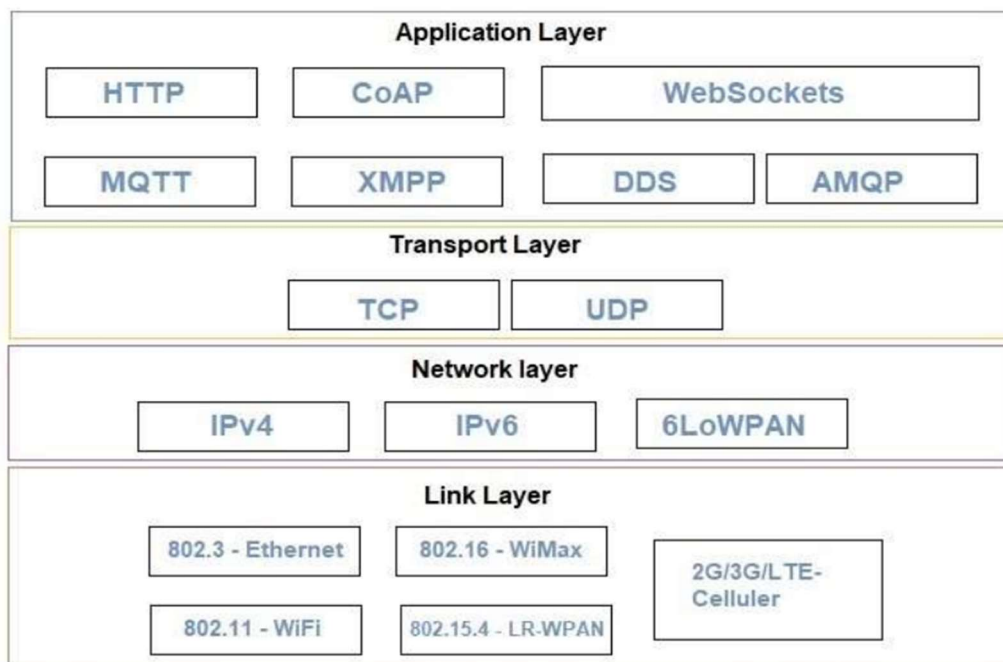 Application Layer
HTTP
CoAP
WebSockets
MQTT
XMPP
DDS
AMQP
Transport Layer
TCP
UDP
Network layer
IPv4
IPv6
6LoWPAN
Link Layer
802.3 - Ethernet
802.16 - WiMax
2G/3G/LTE-
Celluler
802.11 - WiFi
802.15.4 - LR-WPAN